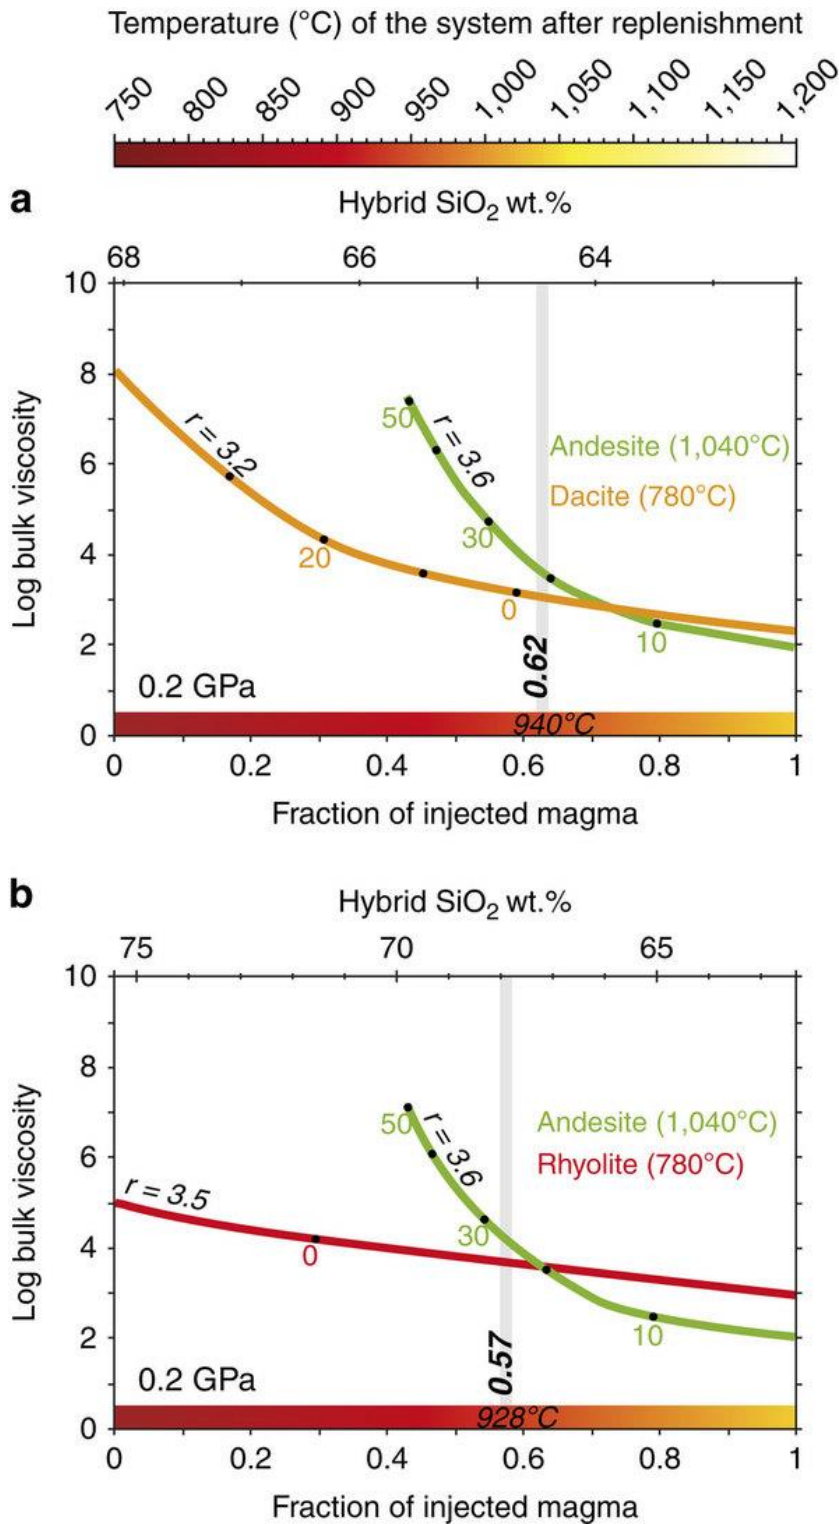 Temperature (°C) of the system after replenishment
750 800 850 900 950 1,000 1,050 1,100 1,150 1,200
a
Hybrid SiO2 wt.%
68 66 64
10
8
6
4
2
0
Log bulk viscosity
r = 3.2
r = 3.6
50
30
10
20
0
Andesite (1,040°C)
Dacite (780°C)
0.62
0.2 GPa
940°C
0 0.2 0.4 0.6 0.8 1
Fraction of injected magma
b
Hybrid SiO2 wt.%
75 70 65
10
8
6
4
2
0
Log bulk viscosity
r = 3.5
r = 3.6
50
30
10
0
Andesite (1,040°C)
Rhyolite (780°C)
0.57
0.2 GPa
928°C
0 0.2 0.4 0.6 0.8 1
Fraction of injected magma